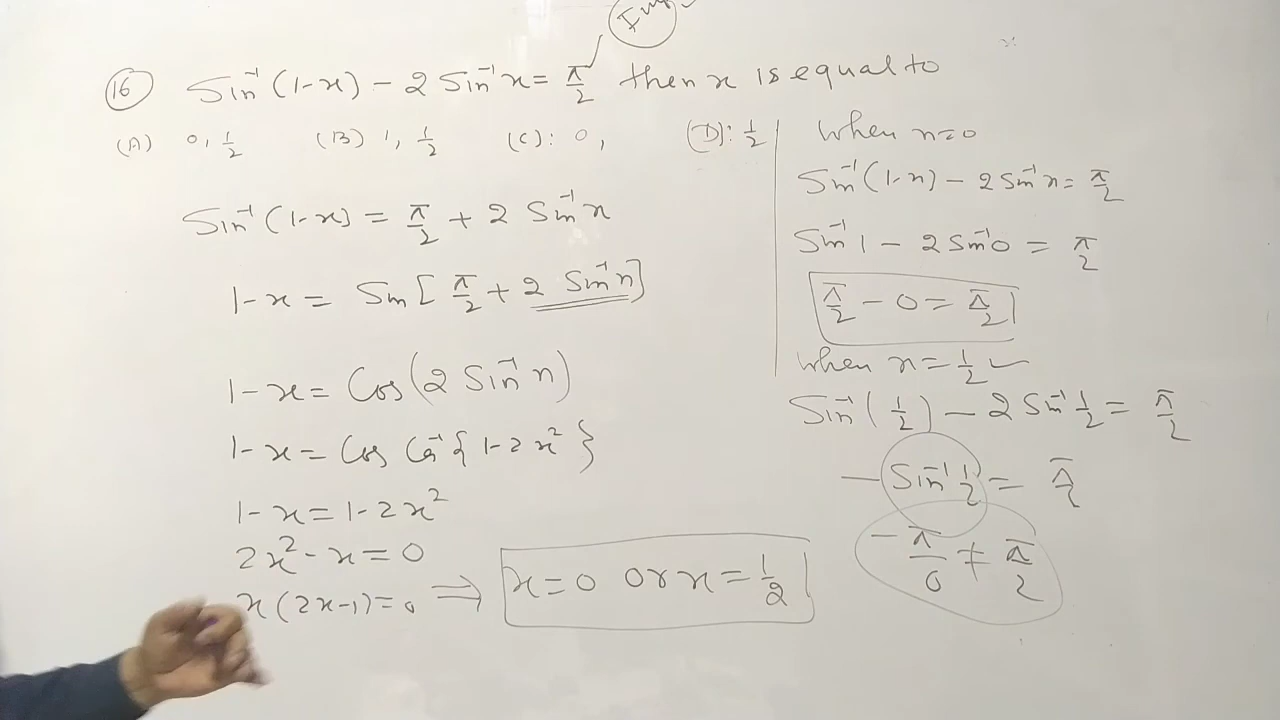 Imp
(16) Sin⁻¹(1-x) - 2 Sin⁻¹x = π/2 then x is equal to
(A) 0, 1/2 (B) 1, 1/2 (C): 0, (D): 1/2
Sin⁻¹(1-x) = π/2 + 2 Sin⁻¹x
1-x = Sin[π/2 + 2 Sin⁻¹x]
1-x = Cos(2 Sin⁻¹x)
1-x = Cos Cos⁻¹{1-2x²}
1-x = 1-2x²
2x²-x = 0
x(2x-1) = 0 ⇒ x=0 or x=1/2
when x=0
Sin⁻¹(1-x) - 2 Sin⁻¹x = π/2
Sin⁻¹1 - 2 Sin⁻¹0 = π/2
π/2 - 0 = π/2
when x=1/2 ✓
Sin⁻¹(1/2) - 2 Sin⁻¹1/2 = π/2
- Sin⁻¹1/2 = π/2
-π/6 ≠ π/2